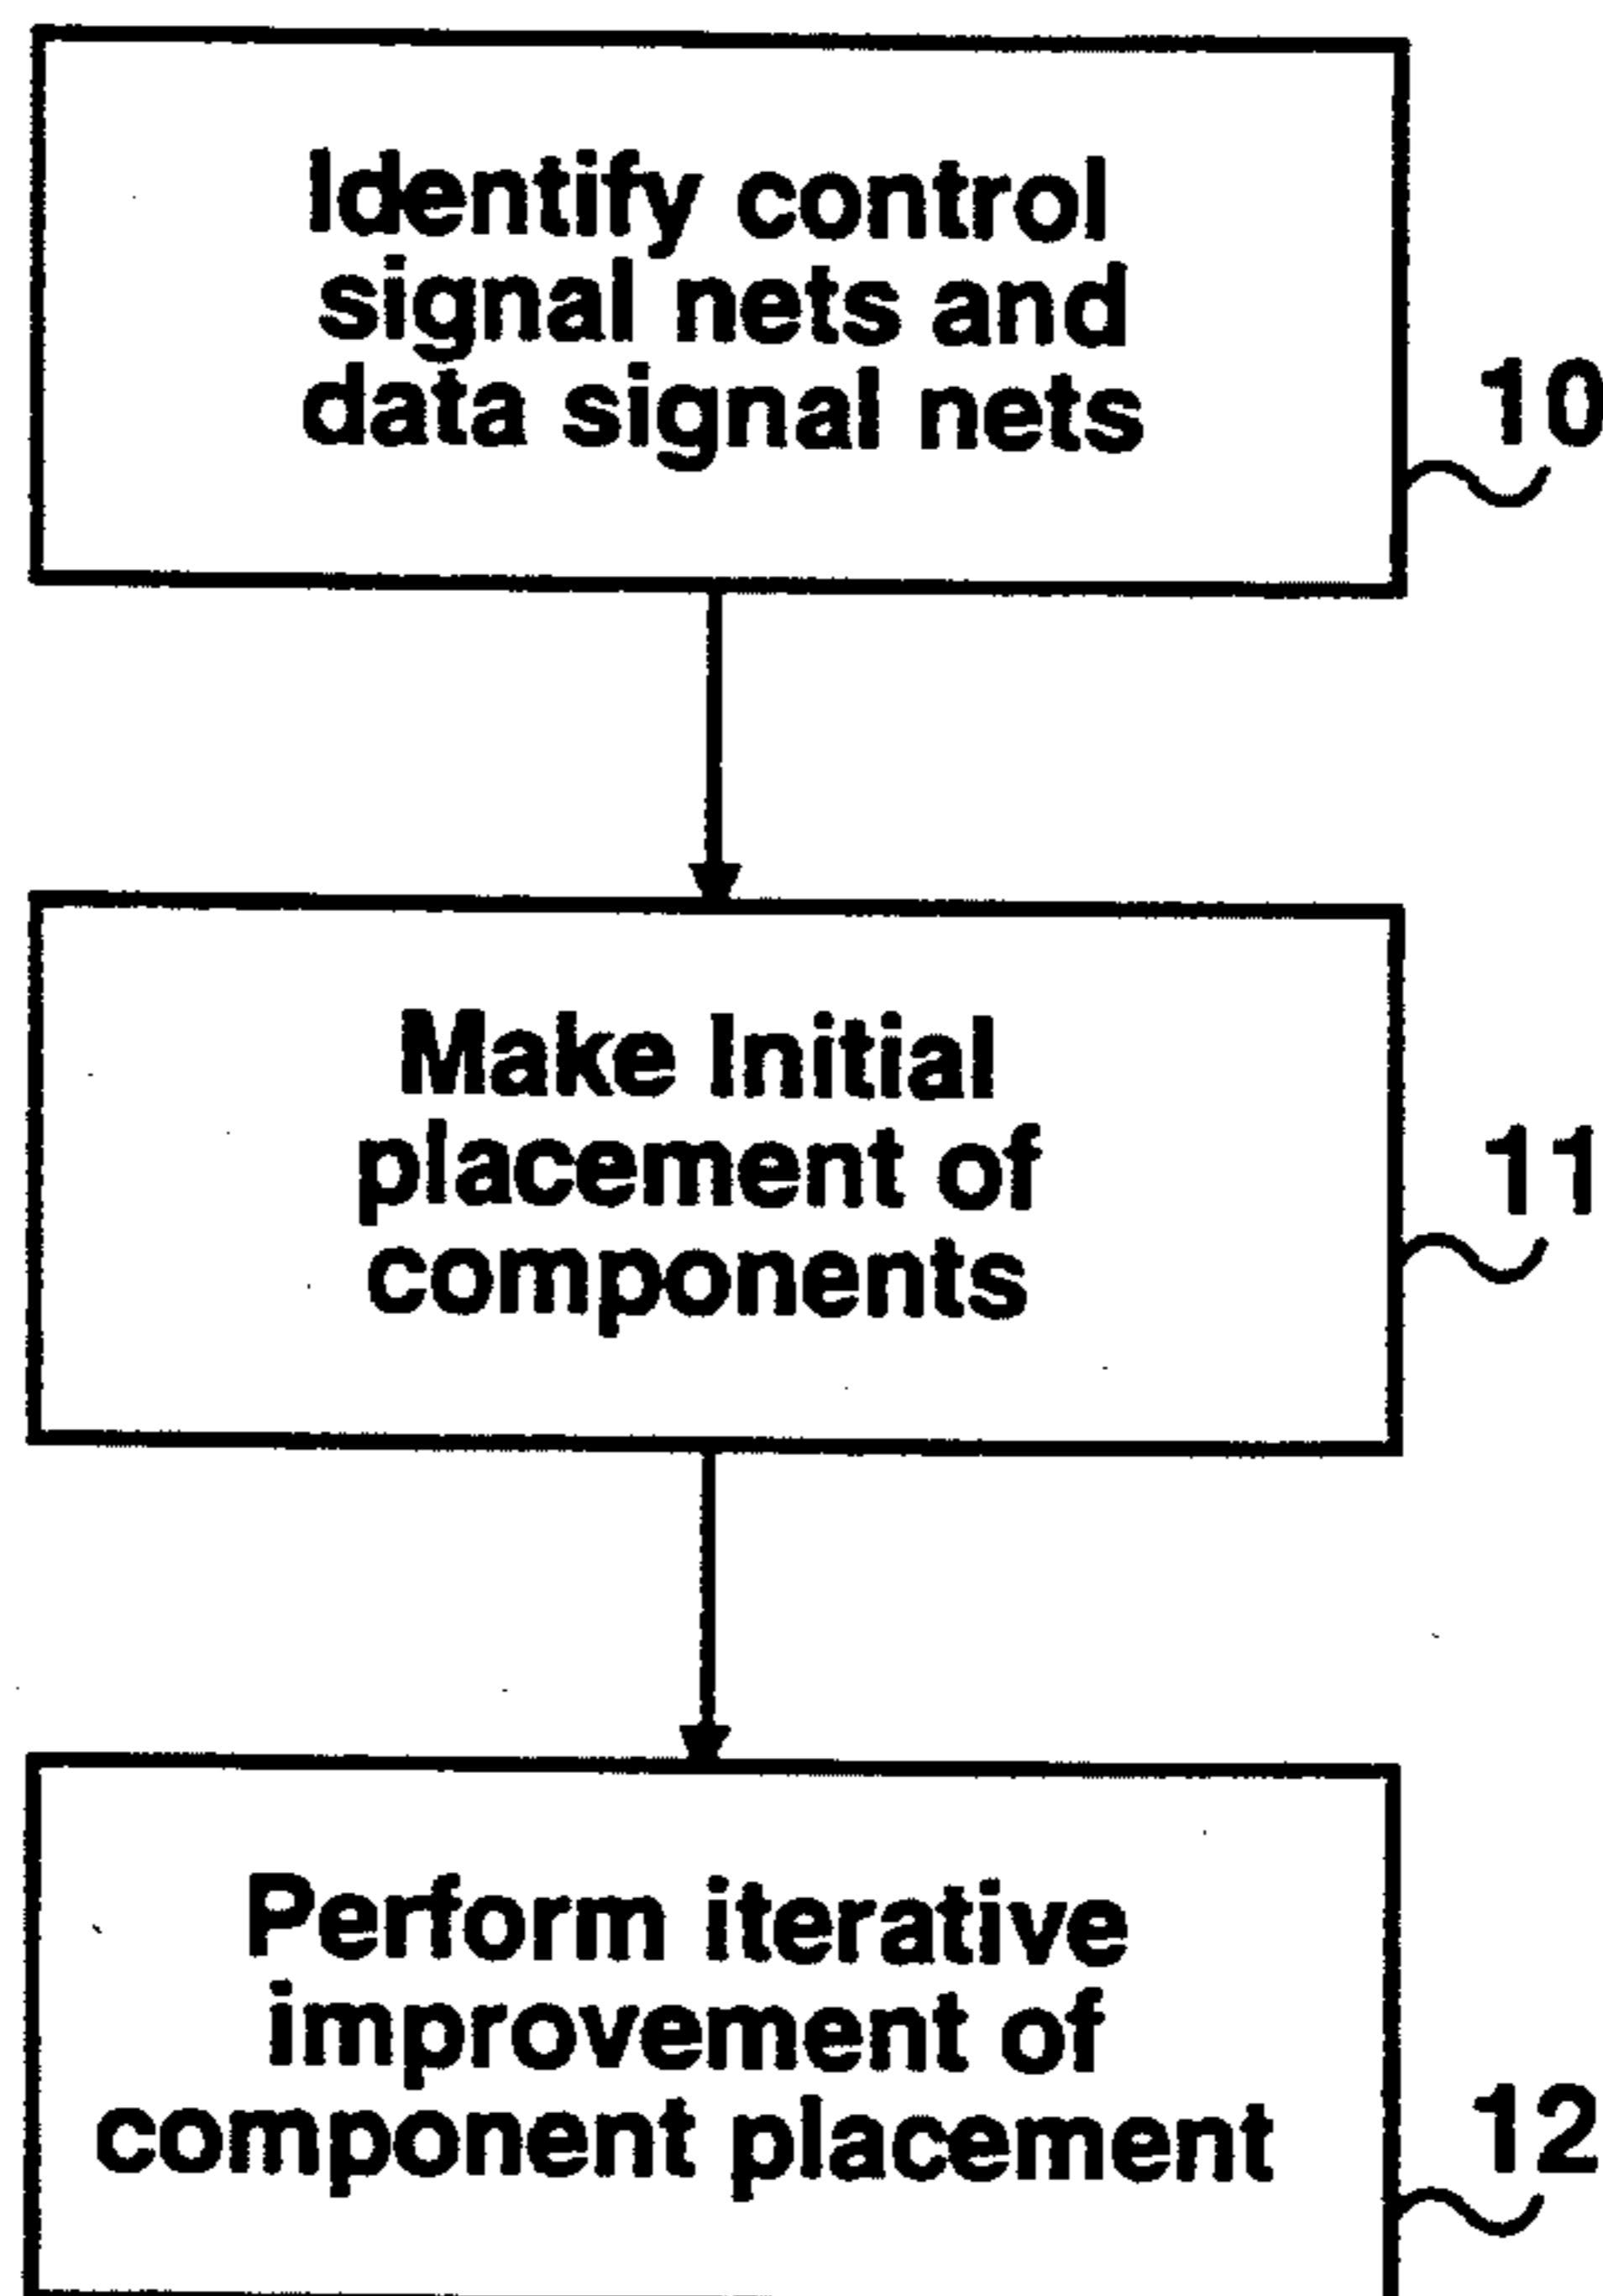 Identify control
signal nets and
data signal nets
10
Make Initial
placement of
components
11
Perform iterative
improvement of
component placement
12